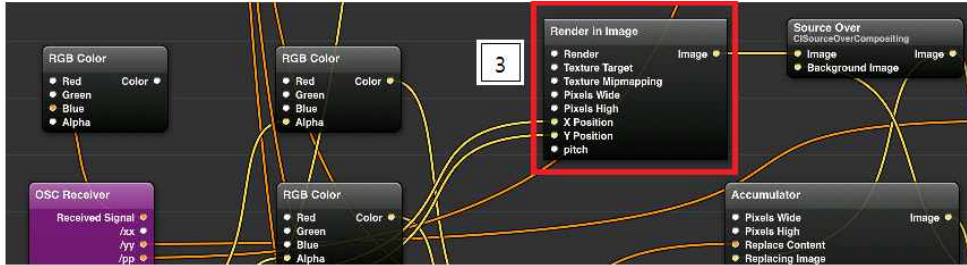 RGB Color
Red Color
Green
Blue
Alpha
RGB Color
Red Color
Green
Blue
Alpha
3
Render in Image
Render Image
Texture Target
Texture Mipmapping
Pixels Wide
Pixels High
X Position
Y Position
pitch
Source Over
CISourceOverCompositing
Image Image
Background Image
OSC Receiver
Received Signal
/xx
/yy
/pp
RGB Color
Red Color
Green
Blue
Alpha
Accumulator
Pixels Wide Image
Pixels High
Replace Content
Replacing Image